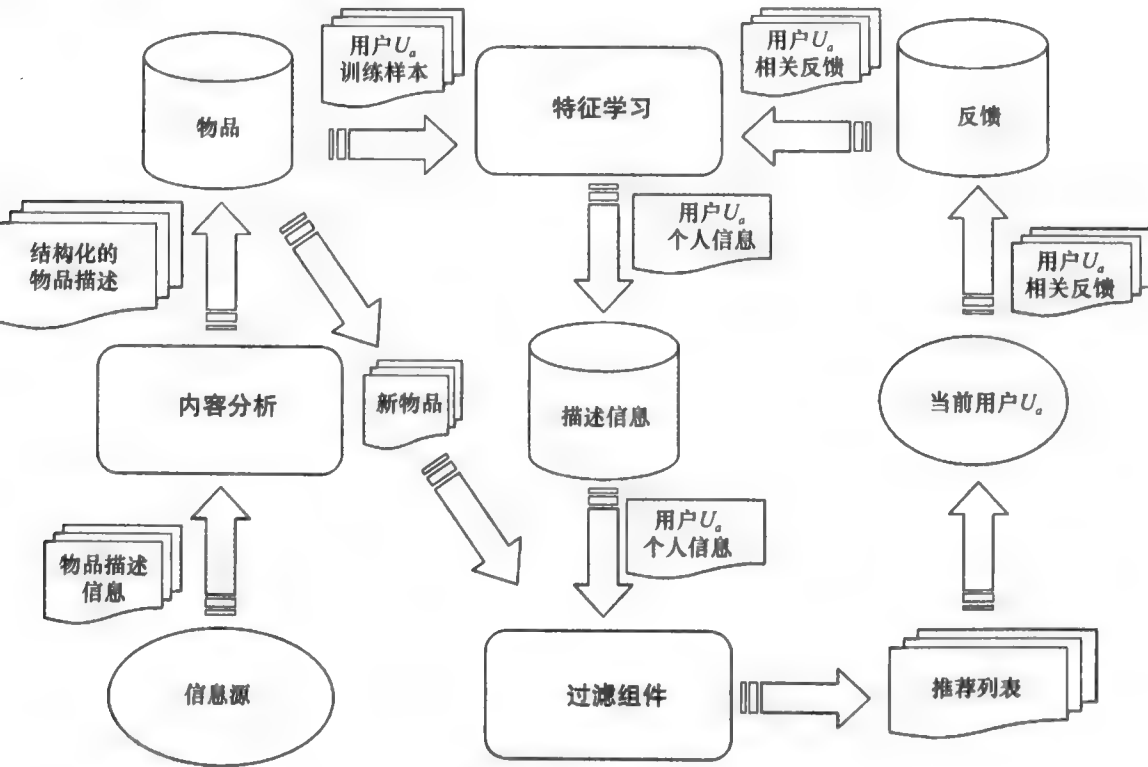 用户Uₐ
训练样本
用户Uₐ
相关反馈
物品
特征学习
反馈
结构化的
物品描述
用户Uₐ
个人信息
用户Uₐ
相关反馈
内容分析
新物品
描述信息
当前用户Uₐ
物品描述
信息
用户Uₐ
个人信息
信息源
过滤组件
推荐列表